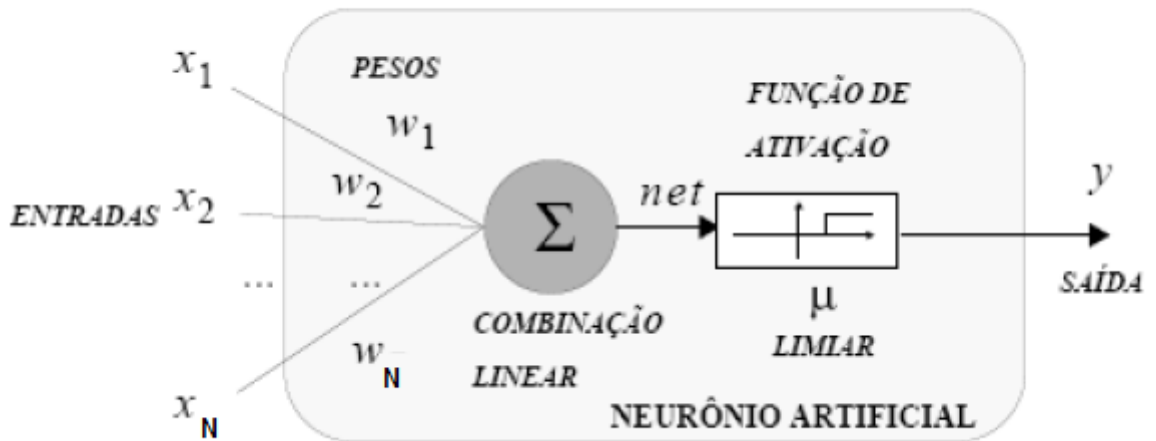 x1
PESOS
FUNÇÃO DE
ATIVAÇÃO
w1
w2
net
y
ENTRADAS x2
Σ
SAÍDA
... ...
μ
COMBINAÇÃO
LINEAR
LIMIAR
wN
xN
NEURÔNIO ARTIFICIAL